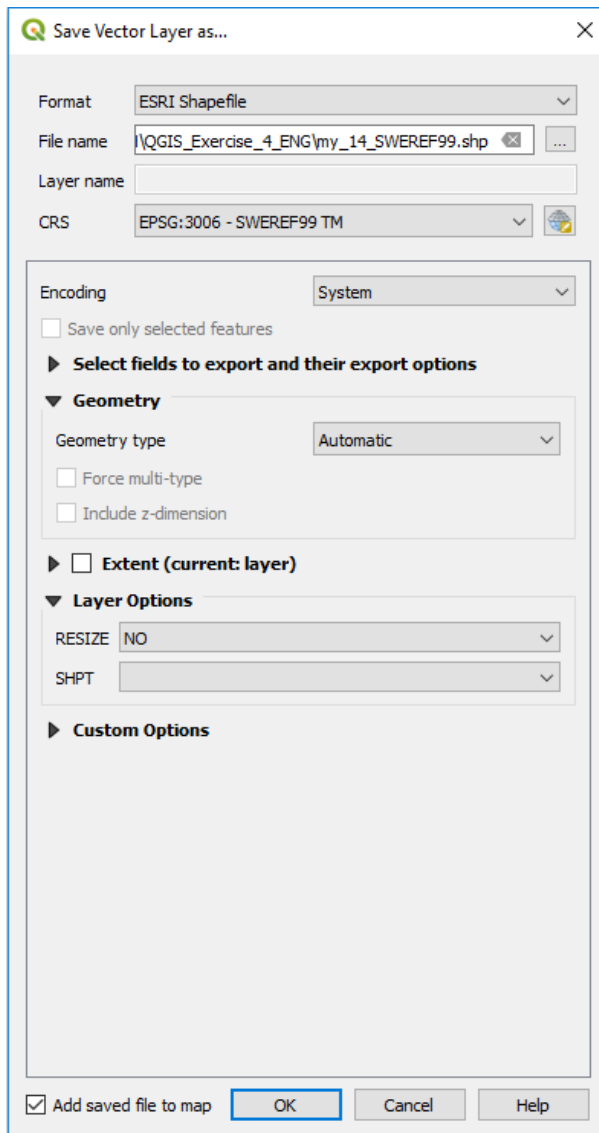 Save Vector Layer as...
Format ESRI Shapefile
File name l\QGIS_Exercise_4_ENG\my_14_SWEREF99.shp ...
Layer name
CRS EPSG:3006 - SWEREF99 TM
Encoding System
Save only selected features
Select fields to export and their export options
Geometry
Geometry type Automatic
Force multi-type
Include z-dimension
Extent (current: layer)
Layer Options
RESIZE NO
SHPT
Custom Options
Add saved file to map OK Cancel Help